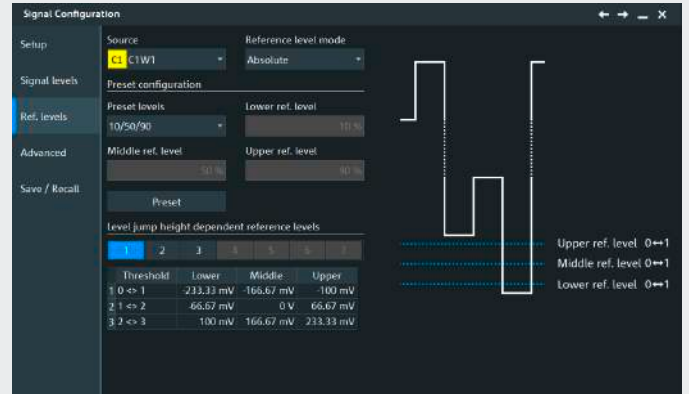 Signal Configuration
Setup
Signal levels
Ref. levels
Advanced
Save / Recall
Source
Reference level mode
C1 C1W1
Absolute
Preset configuration
Preset levels
Lower ref. level
10/50/90
10 %
Middle ref. level
Upper ref. level
50 %
90 %
Preset
Level jump height dependent reference levels
1 2 3 4 5 6 7
Threshold Lower Middle Upper
1 0 <> 1 -233.33 mV -166.67 mV -100 mV
2 1 <> 2 -66.67 mV 0 V 66.67 mV
3 2 <> 3 100 mV 166.67 mV 233.33 mV
Upper ref. level 0↔1
Middle ref. level 0↔1
Lower ref. level 0↔1